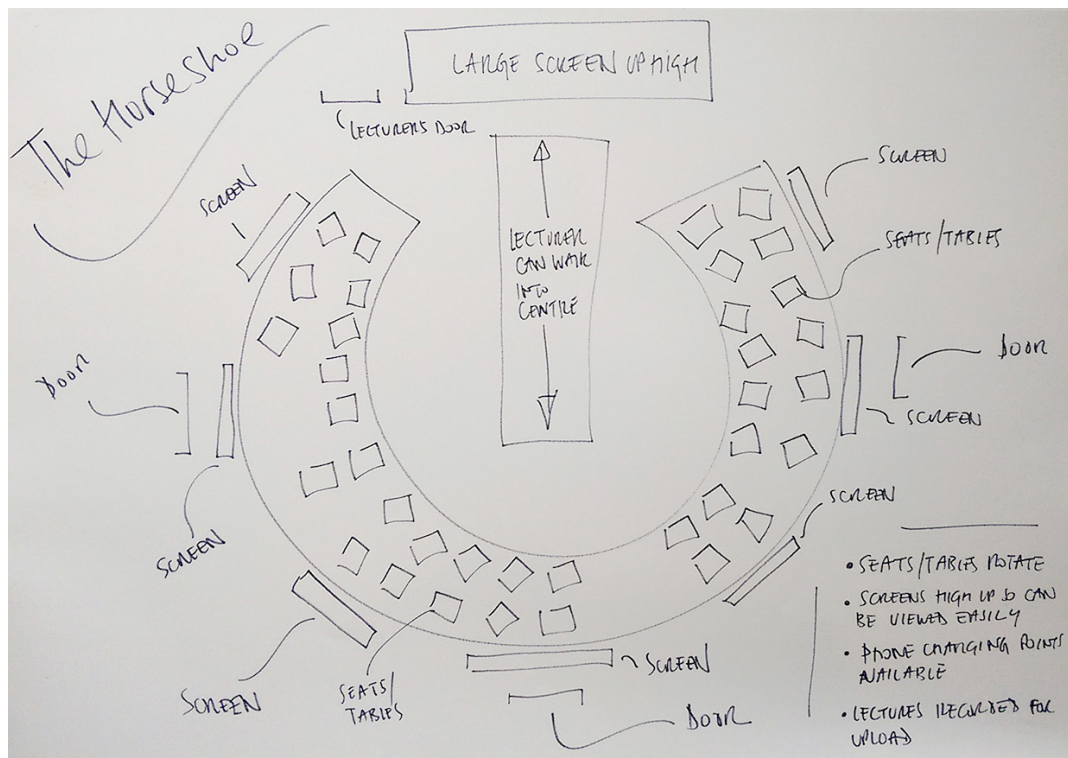 The Horseshoe
LARGE SCREEN UP HIGH
LECTURERS DOOR
SCREEN
SCREEN
SEATS/TABLES
LECTURER
CAN WALK
INTO
CENTRE
DOOR
DOOR
SCREEN
SCREEN
SCREEN
SCREEN
SEATS/
TABLES
SCREEN
DOOR
• SEATS/TABLES ROTATE
• SCREENS HIGH UP SO CAN
BE VIEWED EASILY
• PHONE CHARGING POINTS
AVAILABLE
• LECTURES RECORDED FOR
UPLOAD